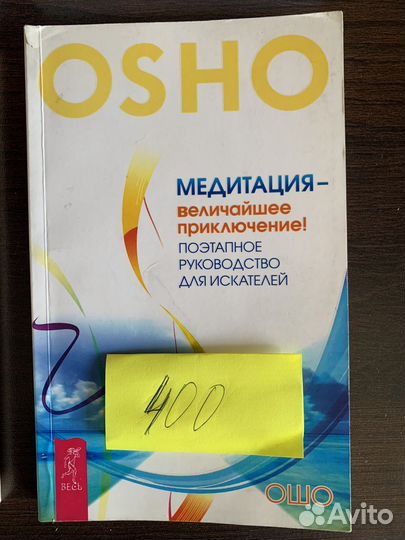 OSHO
МЕДИТАЦИЯ –
величайшее
приключение!
ПОЭТАПНОЕ
РУКОВОДСТВО
ДЛЯ ИСКАТЕЛЕЙ
400
ВЕСЬ
ОШО
Avito